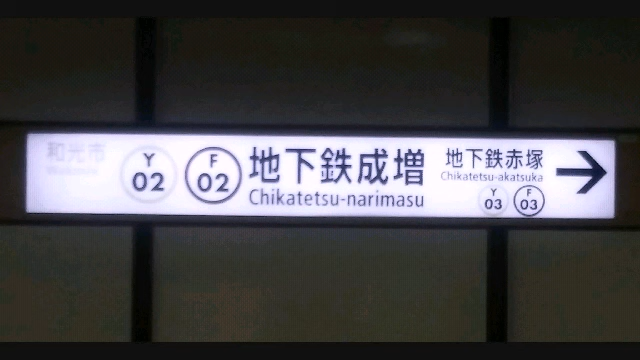 和光市
Y
02
F
02
地下鉄成増
Chikatetsu-narimasu
地下鉄赤塚
Chikatetsu-akatsuka
Y
03
F
03